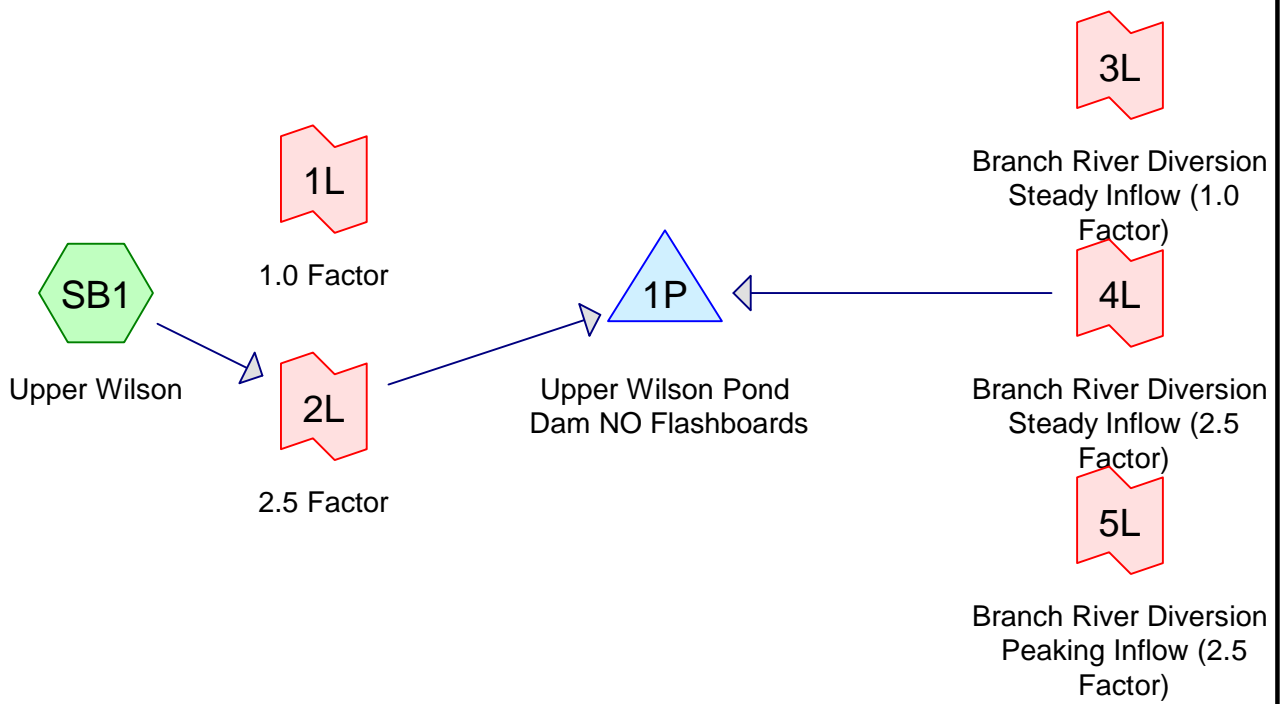 SB1
Upper Wilson
1L
1.0 Factor
2L
2.5 Factor
1P
Upper Wilson Pond
Dam NO Flashboards
3L
Branch River Diversion
Steady Inflow (1.0
Factor)
4L
Branch River Diversion
Steady Inflow (2.5
Factor)
5L
Branch River Diversion
Peaking Inflow (2.5
Factor)